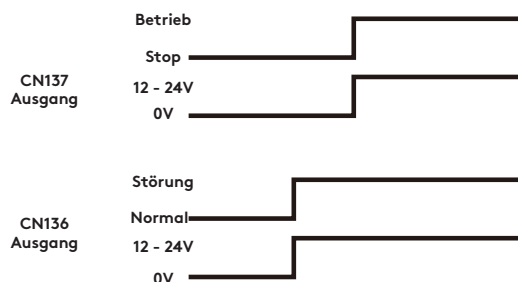 Betrieb
Stop
CN137
Ausgang
12 - 24V
0V
Störung
Normal
CN136
Ausgang
12 - 24V
0V